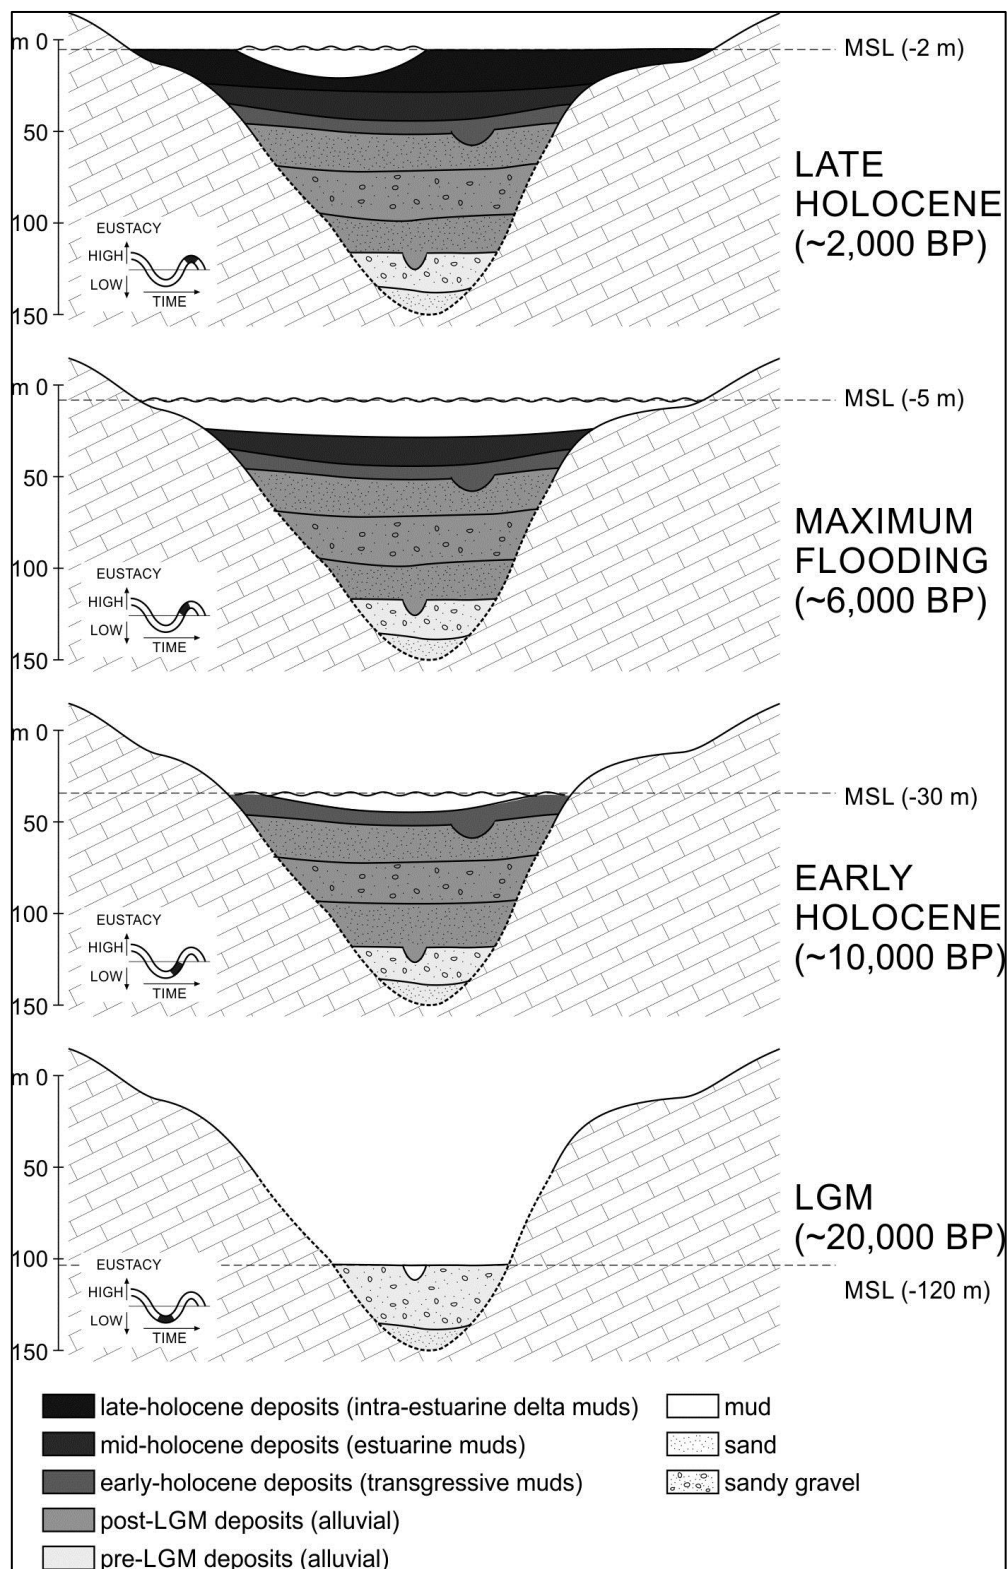 m 0
MSL (-2 m)
50
LATE
HOLOCENE
(~2,000 BP)
100
EUSTACY
HIGH
LOW
TIME
150
m 0
MSL (-5 m)
50
MAXIMUM
FLOODING
(~6,000 BP)
100
EUSTACY
HIGH
LOW
TIME
150
m 0
MSL (-30 m)
50
EARLY
HOLOCENE
(~10,000 BP)
100
EUSTACY
HIGH
LOW
TIME
150
m 0
50
LGM
(~20,000 BP)
100
EUSTACY
MSL (-120 m)
HIGH
LOW
TIME
150
late-holocene deposits (intra-estuarine delta muds)
mud
mid-holocene deposits (estuarine muds)
sand
early-holocene deposits (transgressive muds)
sandy gravel
post-LGM deposits (alluvial)
pre-LGM deposits (alluvial)